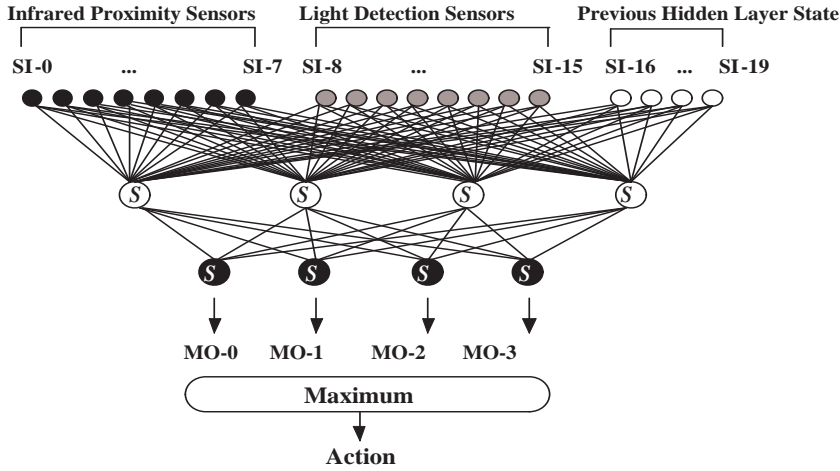 Infrared Proximity Sensors Light Detection Sensors Previous Hidden Layer State
SI-0 ... SI-7 SI-8 ... SI-15 SI-16 ... SI-19
S S S S
S S S S
MO-0 MO-1 MO-2 MO-3
Maximum
Action